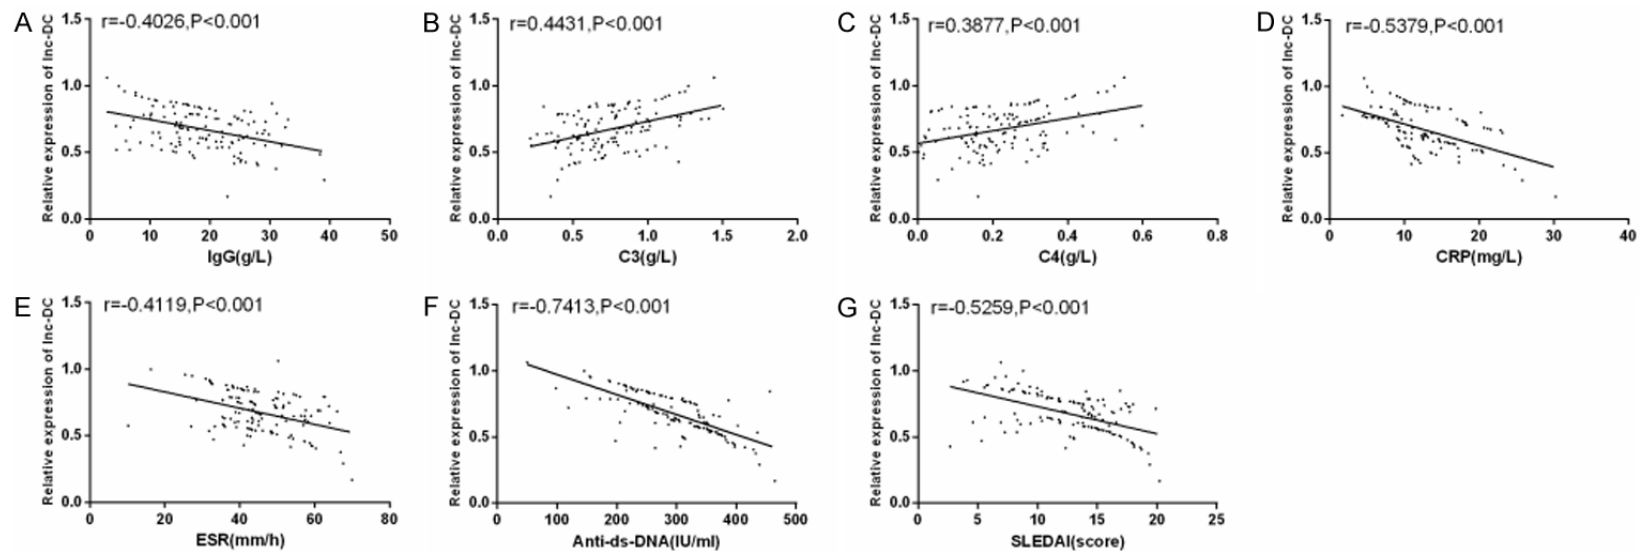 A
r=-0.4026,P<0.001
Relative expression of lnc-DC
1.5
1.0
0.5
0.0
0 10 20 30 40 50
IgG(g/L)
B
r=0.4431,P<0.001
Relative expression of lnc-DC
1.5
1.0
0.5
0.0
0.0 0.5 1.0 1.5 2.0
C3(g/L)
C
r=0.3877,P<0.001
Relative expression of lnc-DC
1.5
1.0
0.5
0.0
0.0 0.2 0.4 0.6 0.8
C4(g/L)
D
r=-0.5379,P<0.001
Relative expression of lnc-DC
1.5
1.0
0.5
0.0
0 10 20 30 40
CRP(mg/L)
E
r=-0.4119,P<0.001
Relative expression of lnc-DC
1.5
1.0
0.5
0.0
0 20 40 60 80
ESR(mm/h)
F
r=-0.7413,P<0.001
Relative expression of lnc-DC
1.5
1.0
0.5
0.0
0 100 200 300 400 500
Anti-ds-DNA(IU/ml)
G
r=-0.5259,P<0.001
Relative expression of lnc-DC
1.5
1.0
0.5
0.0
0 5 10 15 20 25
SLEDAI(score)